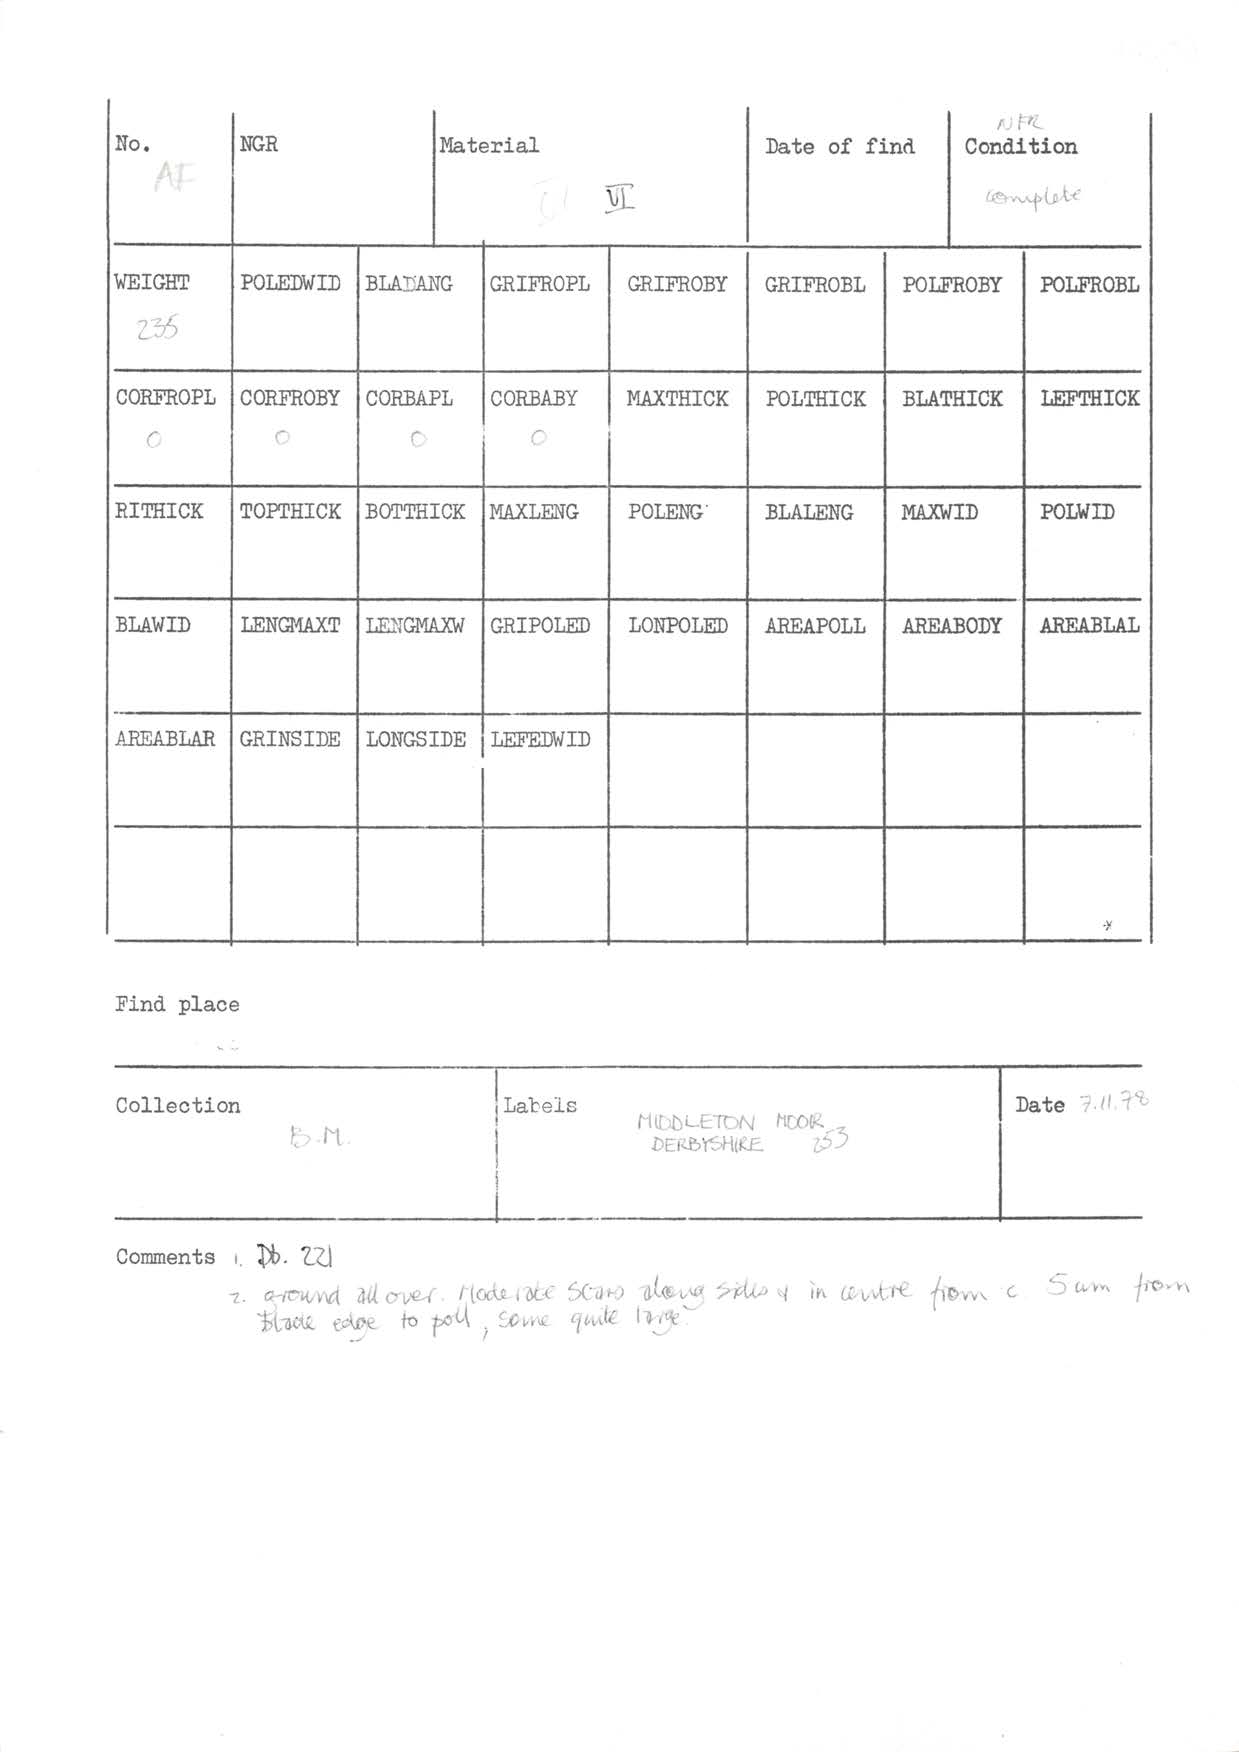 No. NGR Material Date of find NFR Condition
AF VI complete
WEIGHT POLEDWID BLADANG GRIFROPL GRIFROBY GRIFROBL POLFROBY POLFROBL
235
CORFROPL CORFROBY CORBAPL CORBABY MAXTHICK POLTHICK BLATHICK LEFTHICK
0 0 0 0
RITHICK TOPTHICK BOTTHICK MAXLENG POLENG BLALENG MAXWID POLWID
BLAWID LENGMAXT LENGMAXW GRIPOLED LONPOLED AREAPOLL AREABODY AREABLAL
AREABLAR GRINSIDE LONGSIDE LEFEDWID
Find place
Collection Labels Date 7.11.78
B.M. MIDDLETON MOOR
DERBYSHIRE 253
Comments 1. Db. 221
2. ground all over. Moderate scars along sides & in centre from c. 5 cm from
Blade edge to poll, some quite large.